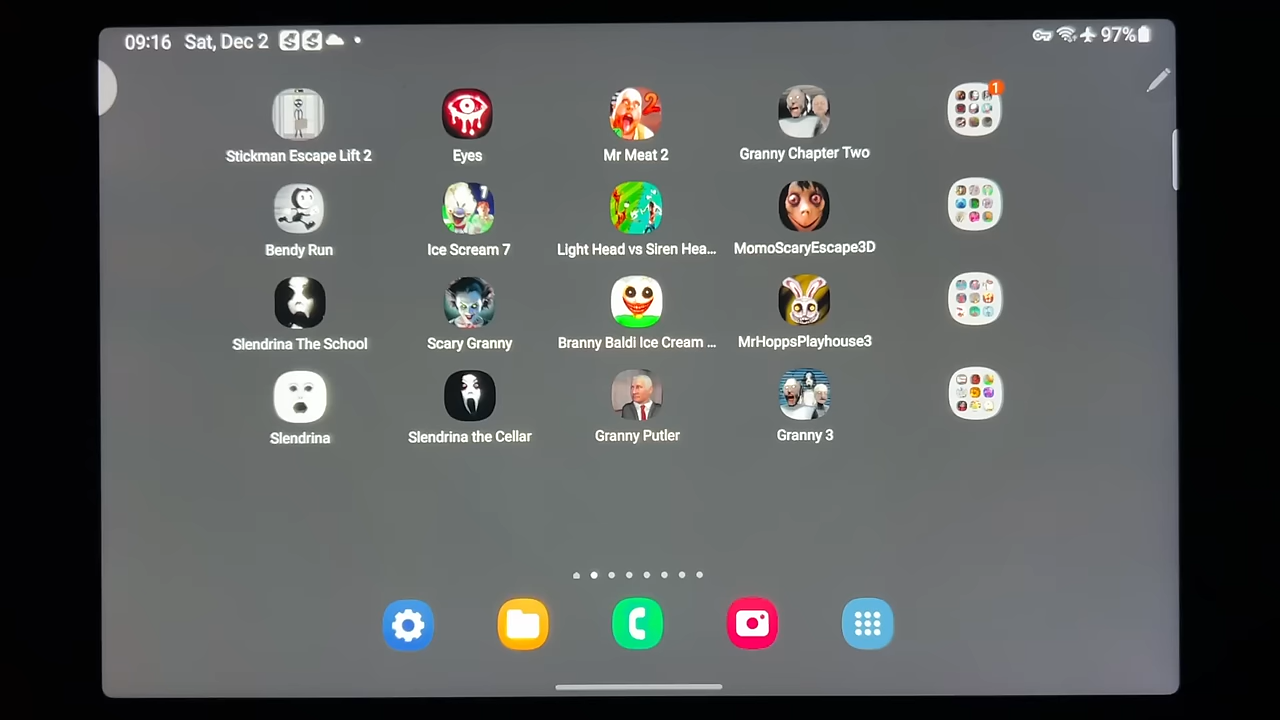 09:16 Sat, Dec 2
97%
1
Stickman Escape Lift 2
Eyes
2
Mr Meat 2
Granny Chapter Two
Bendy Run
7
Ice Scream 7
Light Head vs Siren Hea...
MomoScaryEscape3D
Slendrina The School
Scary Granny
Branny Baldi Ice Cream ...
MrHoppsPlayhouse3
Slendrina
Slendrina the Cellar
Granny Putler
Granny 3